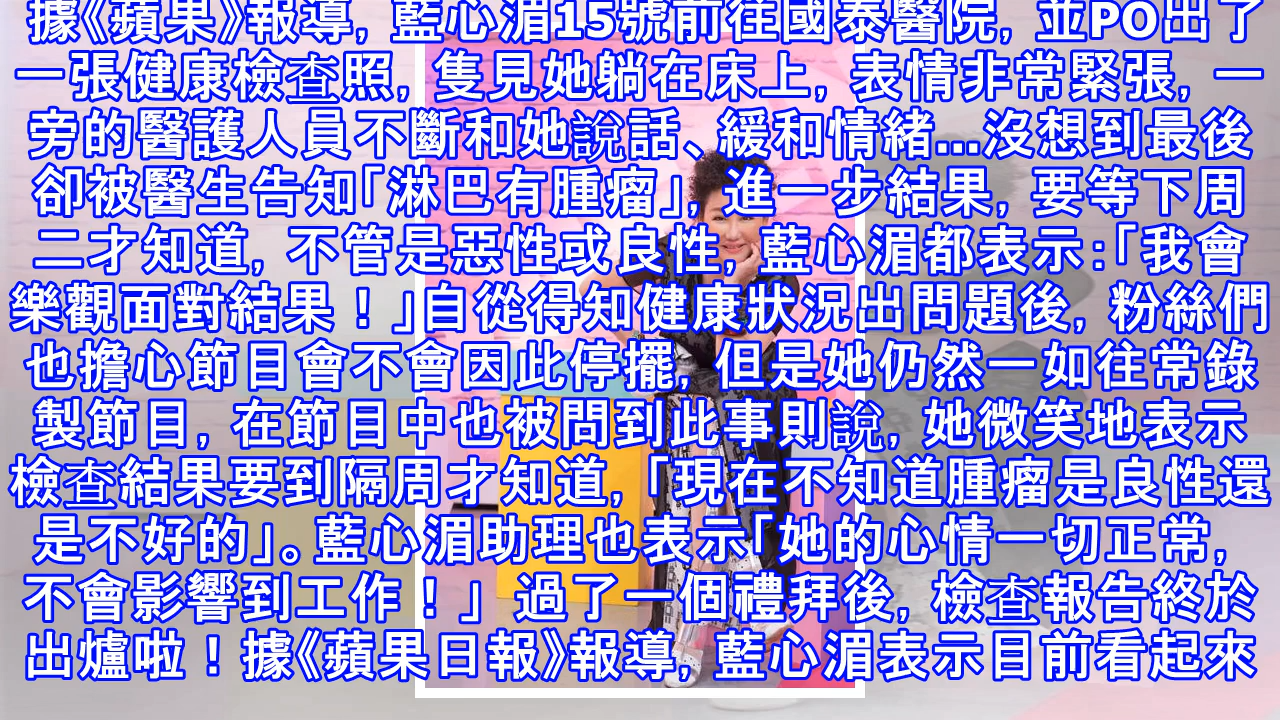 據《蘋果》報導, 藍心湄15號前往國泰醫院, 並PO出了
一張健康檢查照, 隻見她躺在床上, 表情非常緊張, 一
旁的醫護人員不斷和她說話、緩和情緒...沒想到最後
卻被醫生告知「淋巴有腫瘤」, 進一步結果, 要等下周
二才知道, 不管是惡性或良性, 藍心湄都表示:「我會
樂觀面對結果！」自從得知健康狀況出問題後, 粉絲們
也擔心節目會不會因此停擺, 但是她仍然一如往常錄
製節目, 在節目中也被問到此事則說, 她微笑地表示
檢查結果要到隔周才知道, 「現在不知道腫瘤是良性還
是不好的」。藍心湄助理也表示「她的心情一切正常,
不會影響到工作！」 過了一個禮拜後, 檢查報告終於
出爐啦！據《蘋果日報》報導, 藍心湄表示目前看起來